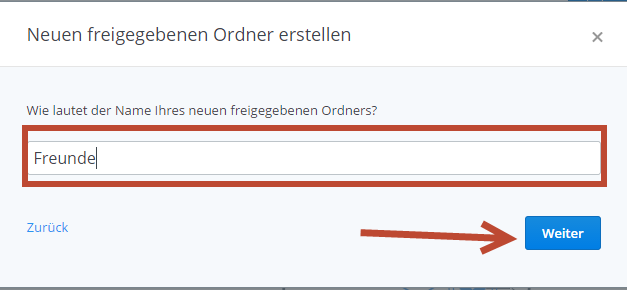 Neuen freigegebenen Ordner erstellen
Wie lautet der Name Ihres neuen freigegebenen Ordners?
Freunde
Zurück
Weiter